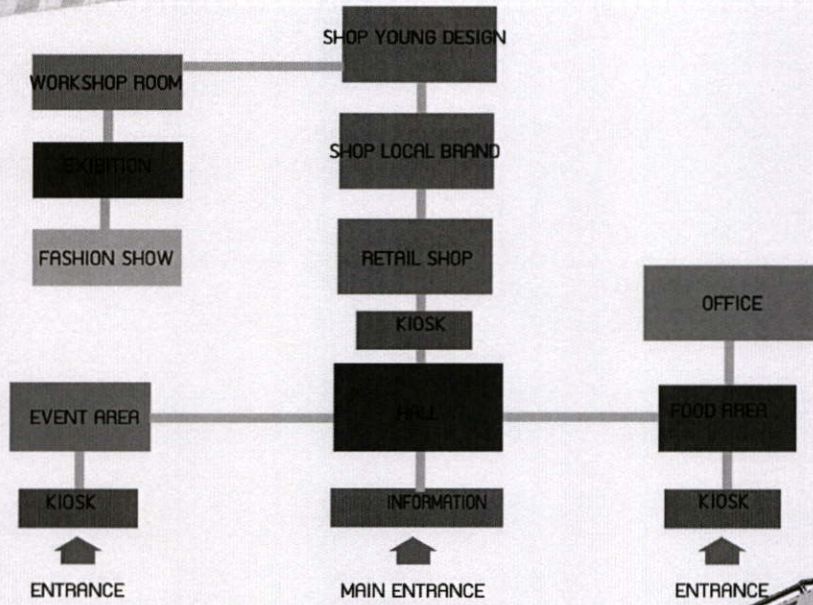 SHOP YOUNG DESIGN
WORKSHOP ROOM
SHOP LOCAL BRAND
EXIBITION
FASHION SHOW
RETAIL SHOP
OFFICE
KIOSK
EVENT AREA
HALL
FOOD AREA
KIOSK
INFORMATION
KIOSK
ENTRANCE
MAIN ENTRANCE
ENTRANCE